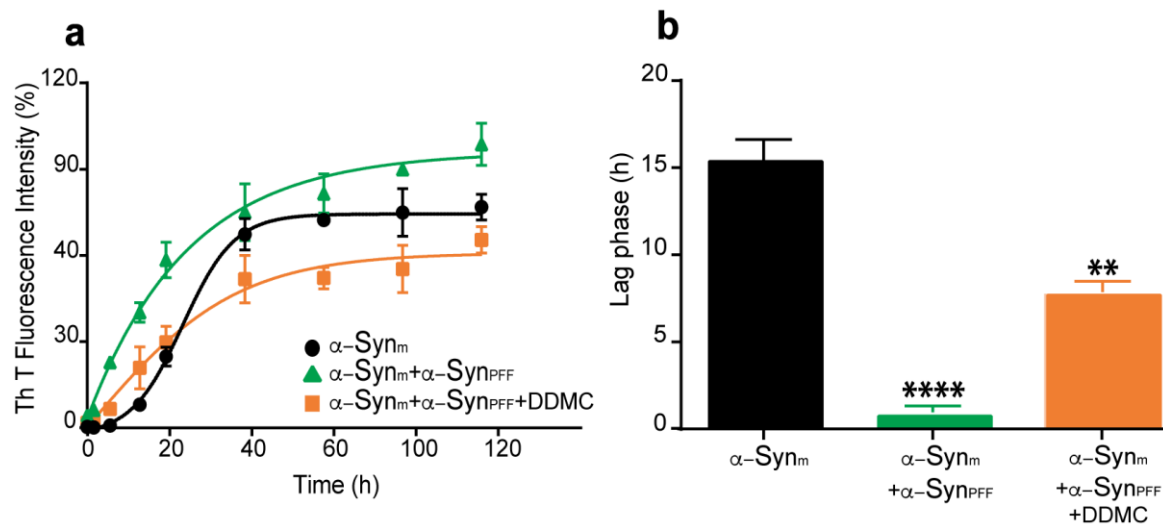 a
Th T Fluorescence Intensity (%)
120
90
40
30
0
0
20
40
60
80
100
120
Time (h)
α-Synm
α-Synm+α-SynPFF
α-Synm+α-SynPFF+DDMC
b
Lag phase (h)
20
15
10
5
0
****
**
α-Synm
α-Synm
+α-SynPFF
α-Synm
+α-SynPFF
+DDMC